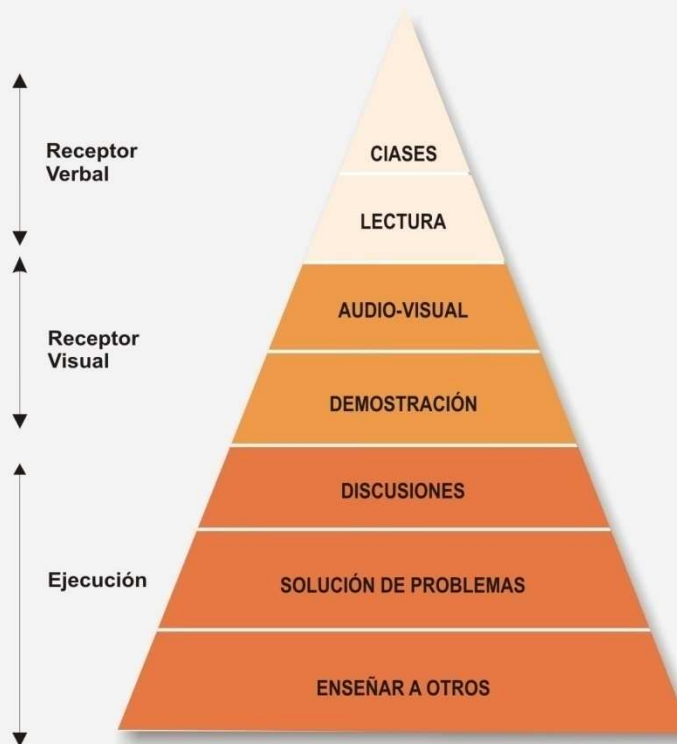 Receptor
Verbal
CIASES
LECTURA
Receptor
Visual
AUDIO-VISUAL
DEMOSTRACIÓN
DISCUSIONES
Ejecución
SOLUCIÓN DE PROBLEMAS
ENSEÑAR A OTROS